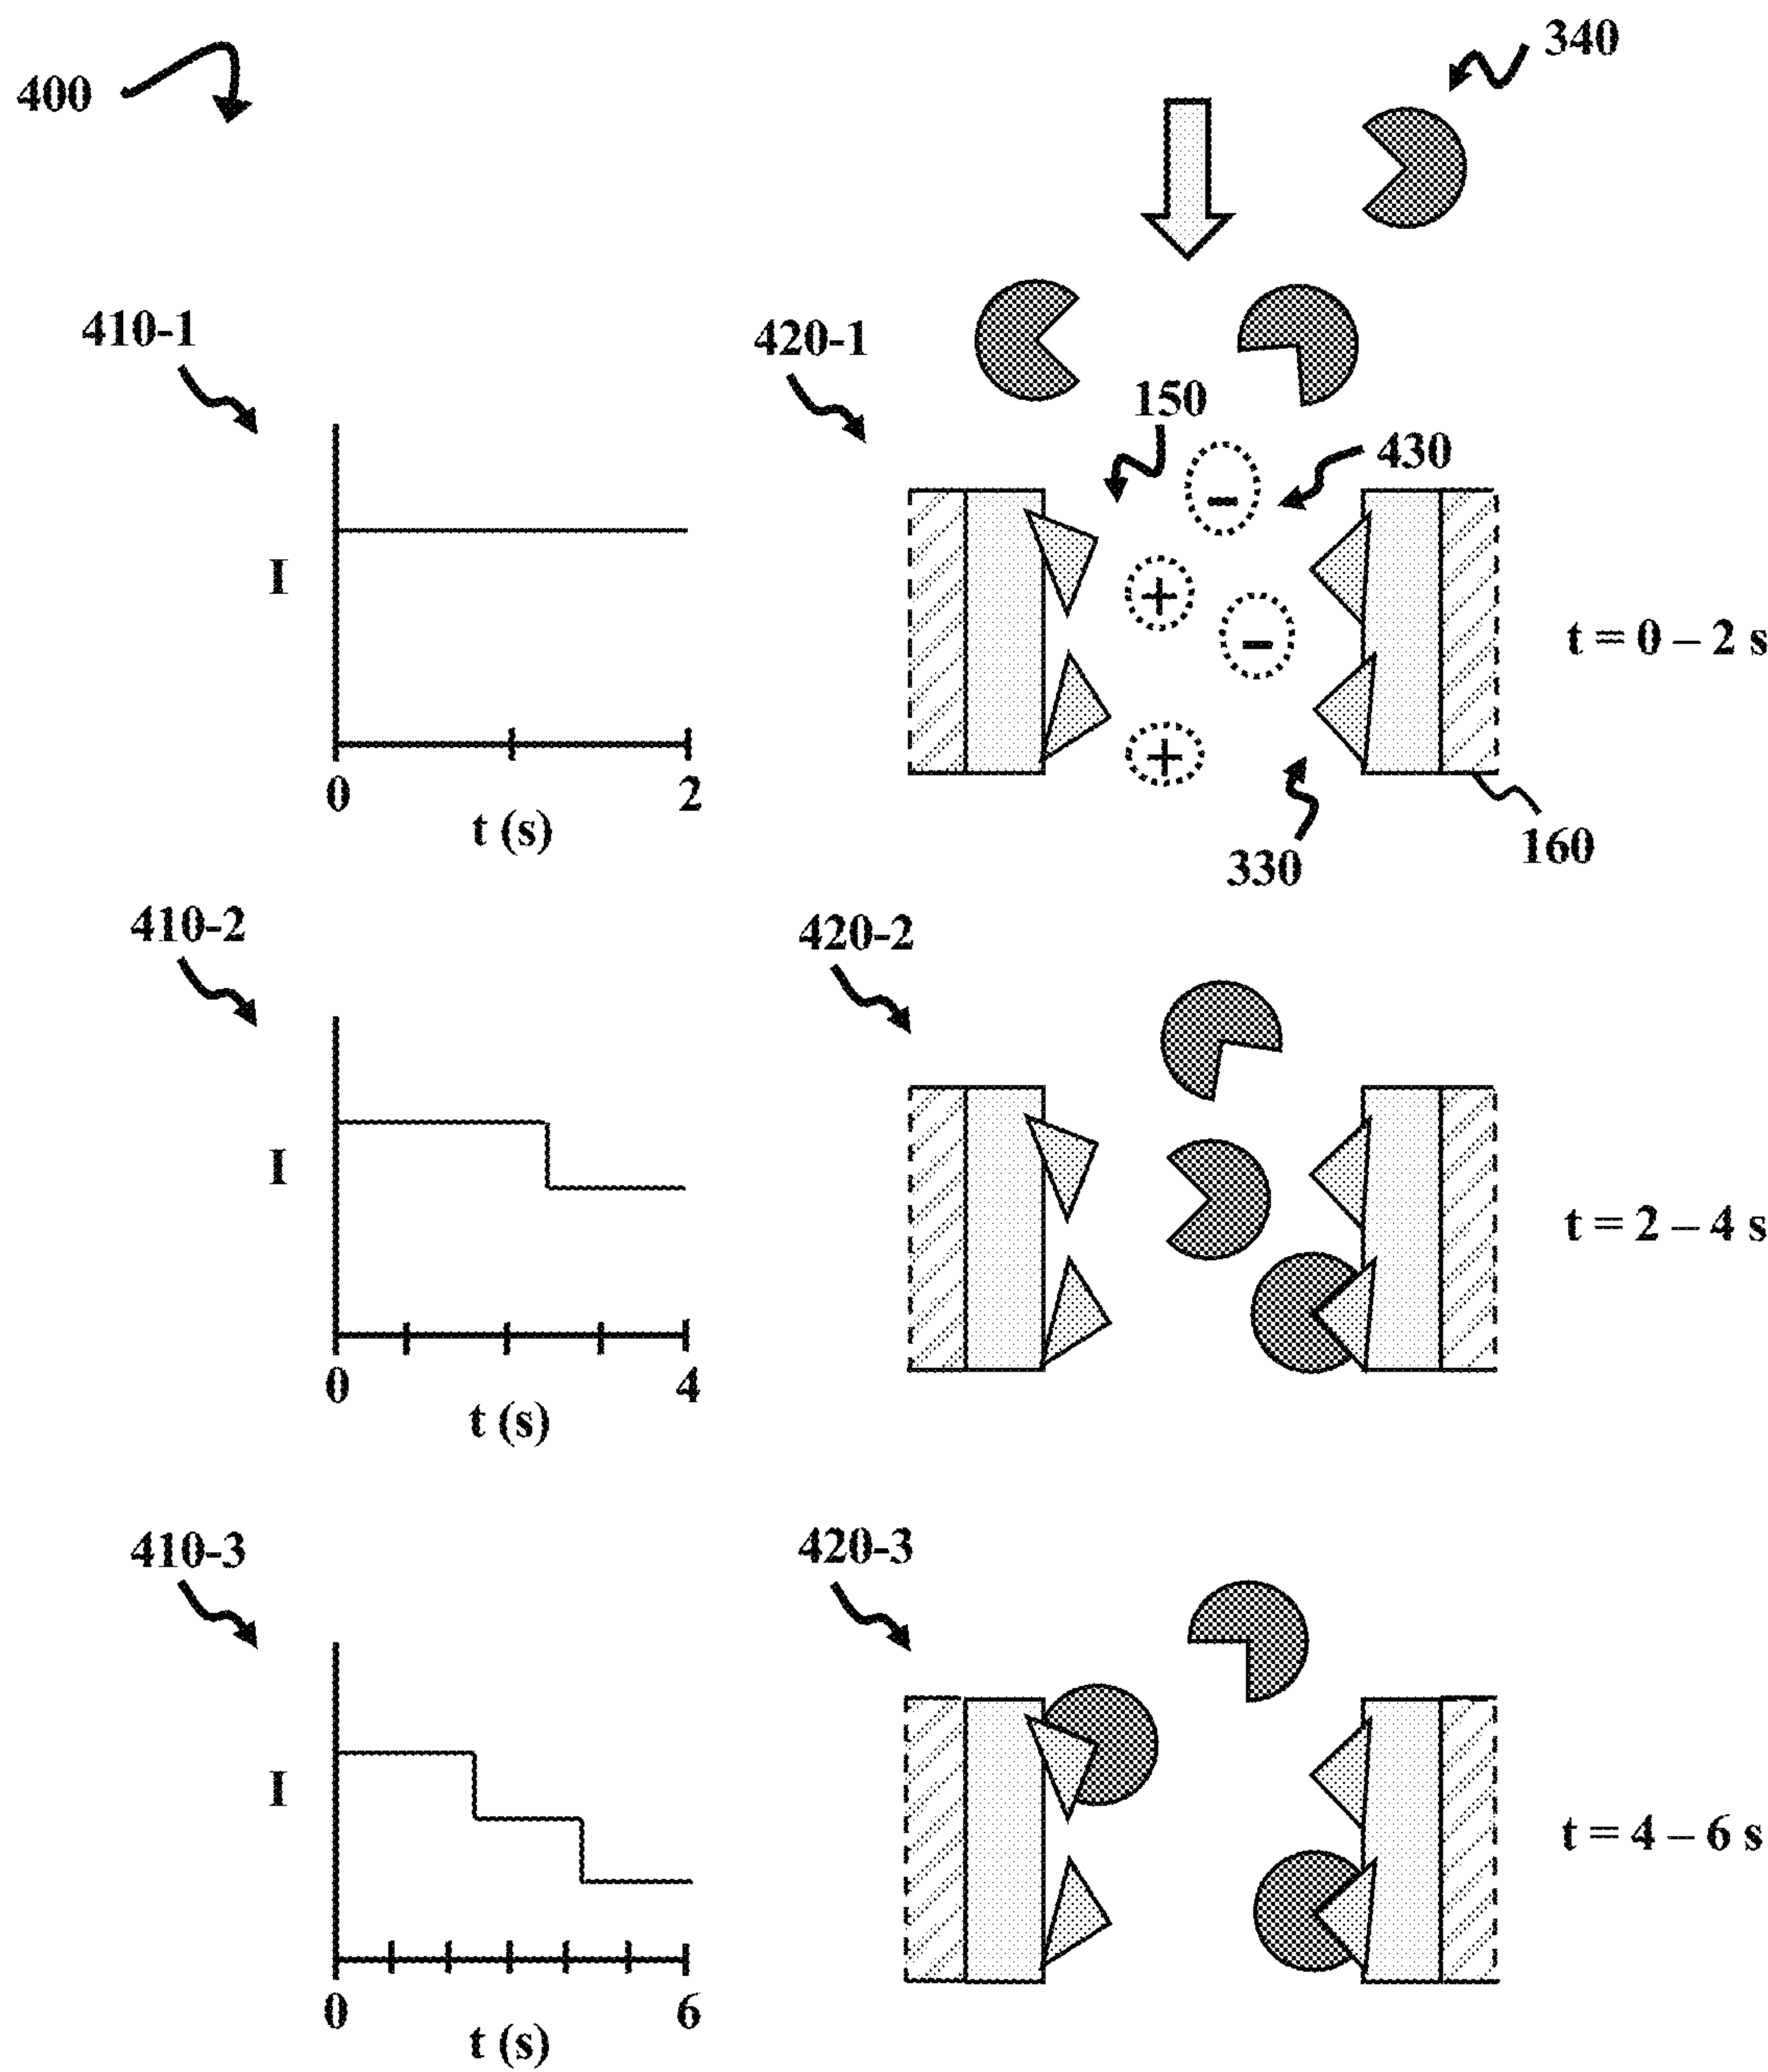 400
340
410-1
420-1
150
430
I
+
–
–
+
t = 0 – 2 s
0
2
t (s)
330
160
410-2
420-2
I
t = 2 – 4 s
0
4
t (s)
410-3
420-3
I
t = 4 – 6 s
0
6
t (s)